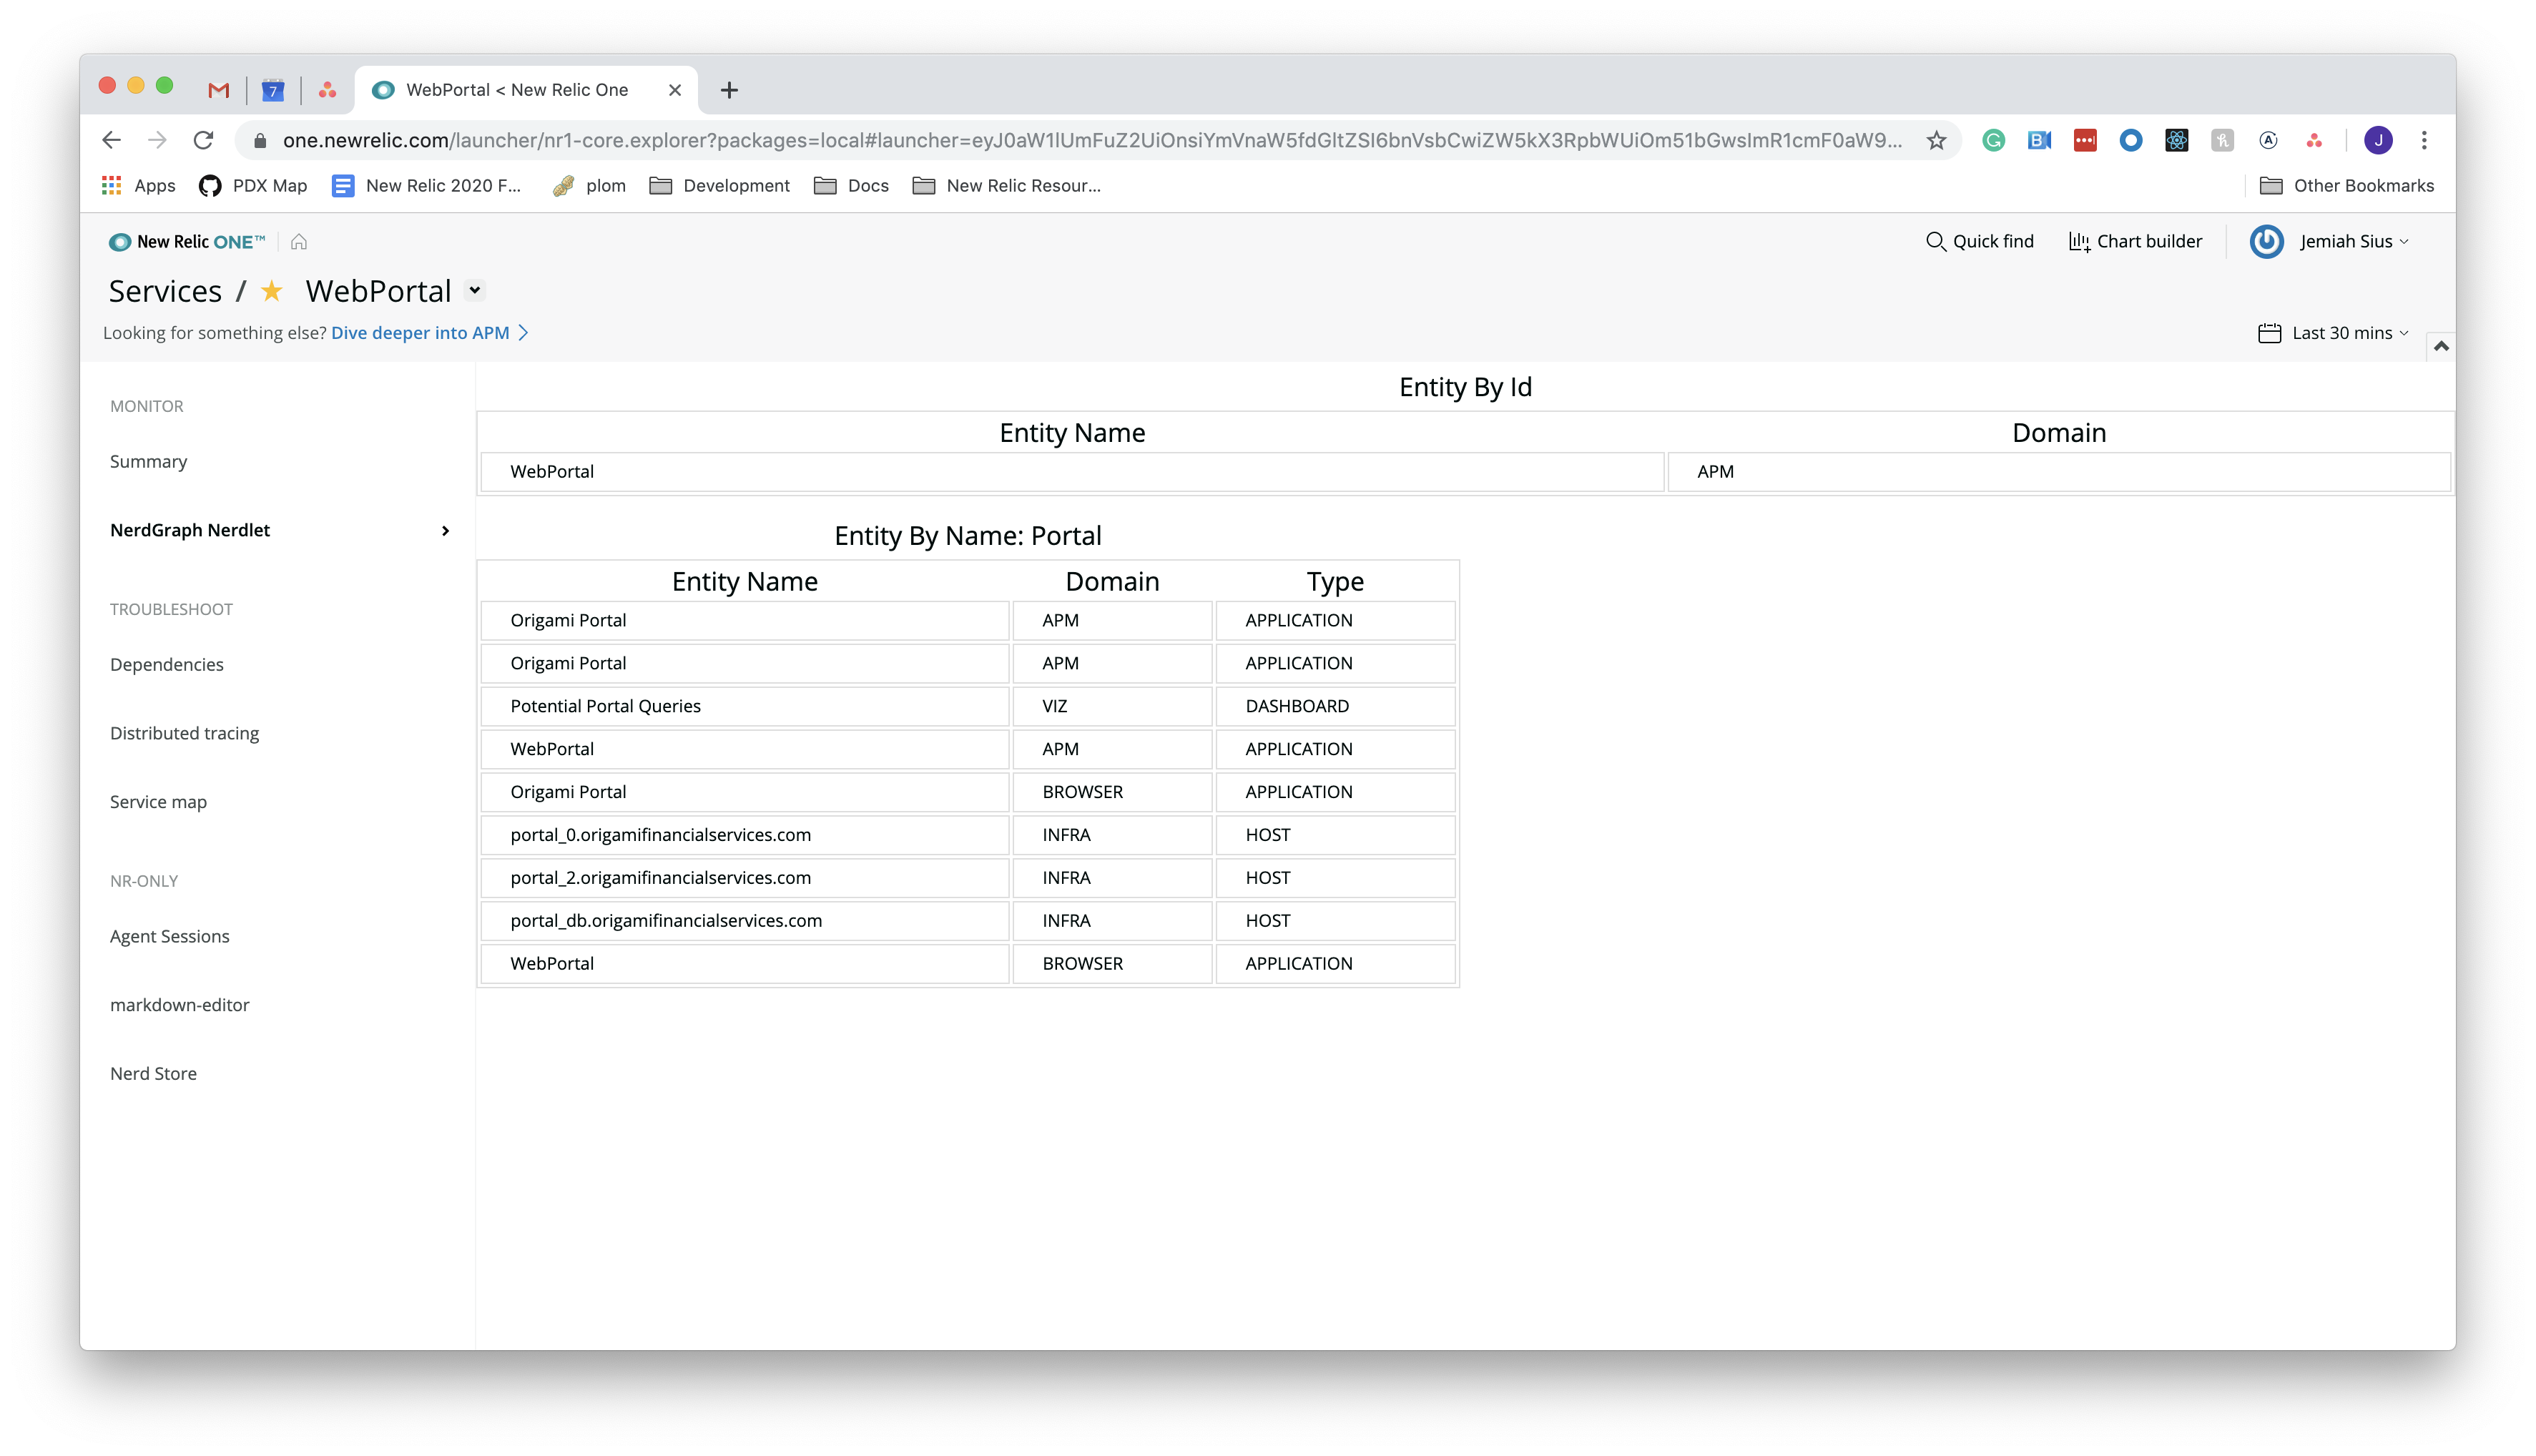 7
WebPortal < New Relic One
one.newrelic.com/launcher/nr1-core.explorer?packages=local#launcher=eyJ0aW1lUmFuZ2UiOnsiYmVnaW5fdGltZSI6bnVsbCwiZW5kX3RpbWUiOm51bGwsImR1cmF0aW9...
J
Apps PDX Map New Relic 2020 F... plom Development Docs New Relic Resour... Other Bookmarks
New Relic ONE™ Quick find Chart builder Jemiah Sius
Services / WebPortal
Looking for something else? Dive deeper into APM Last 30 mins
MONITOR
Summary
NerdGraph Nerdlet
TROUBLESHOOT
Dependencies
Distributed tracing
Service map
NR-ONLY
Agent Sessions
markdown-editor
Nerd Store
Entity By Id
Entity Name Domain
WebPortal APM
Entity By Name: Portal
Entity Name Domain Type
Origami Portal APM APPLICATION
Origami Portal APM APPLICATION
Potential Portal Queries VIZ DASHBOARD
WebPortal APM APPLICATION
Origami Portal BROWSER APPLICATION
portal_0.origamifinancialservices.com INFRA HOST
portal_2.origamifinancialservices.com INFRA HOST
portal_db.origamifinancialservices.com INFRA HOST
WebPortal BROWSER APPLICATION